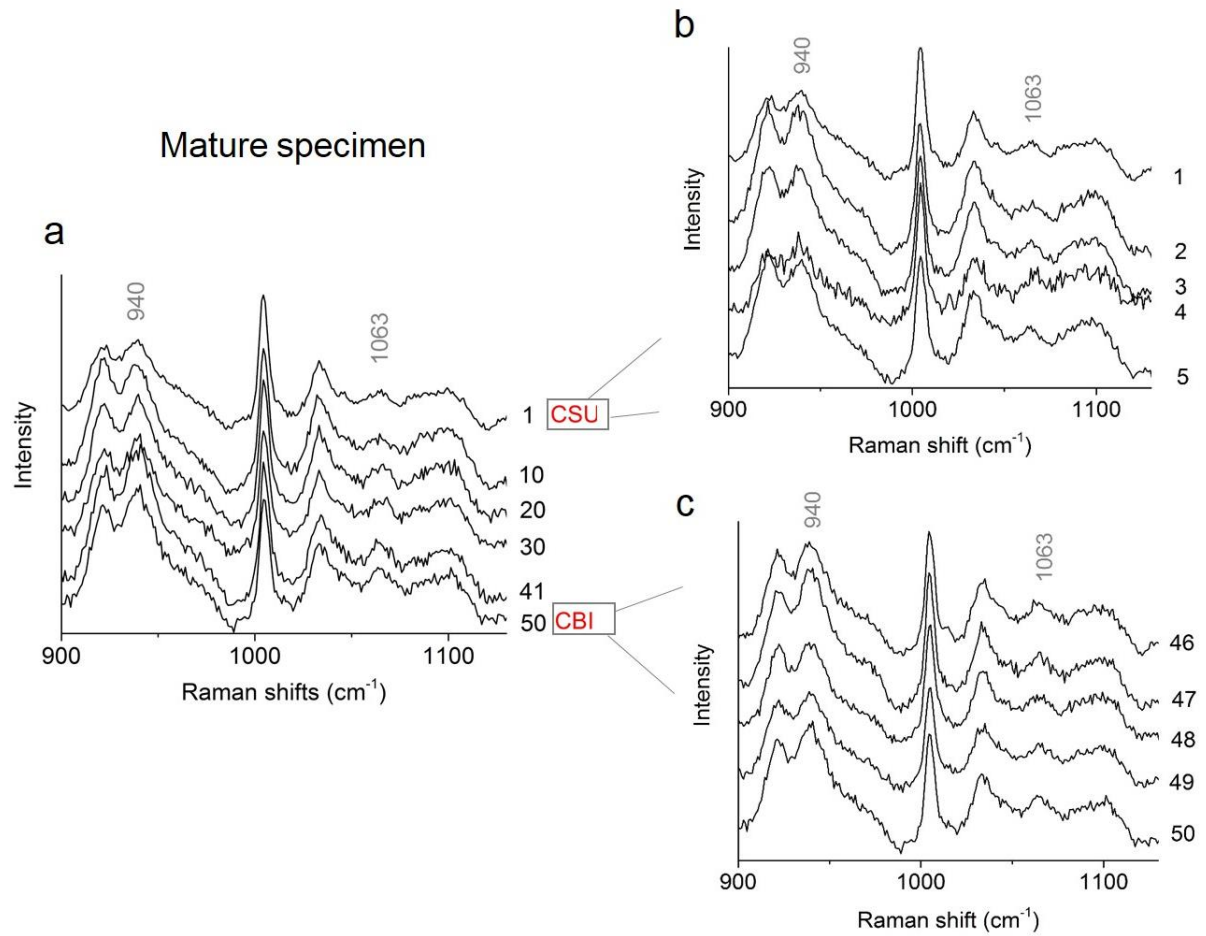 Mature specimen
a
940
1063
Intensity
1 CSU
10
20
30
41
50 CBI
900 1000 1100
Raman shifts (cm-1)
b
940
1063
Intensity
1
2
3
4
5
900 1000 1100
Raman shift (cm-1)
c
940
1063
Intensity
46
47
48
49
50
900 1000 1100
Raman shift (cm-1)